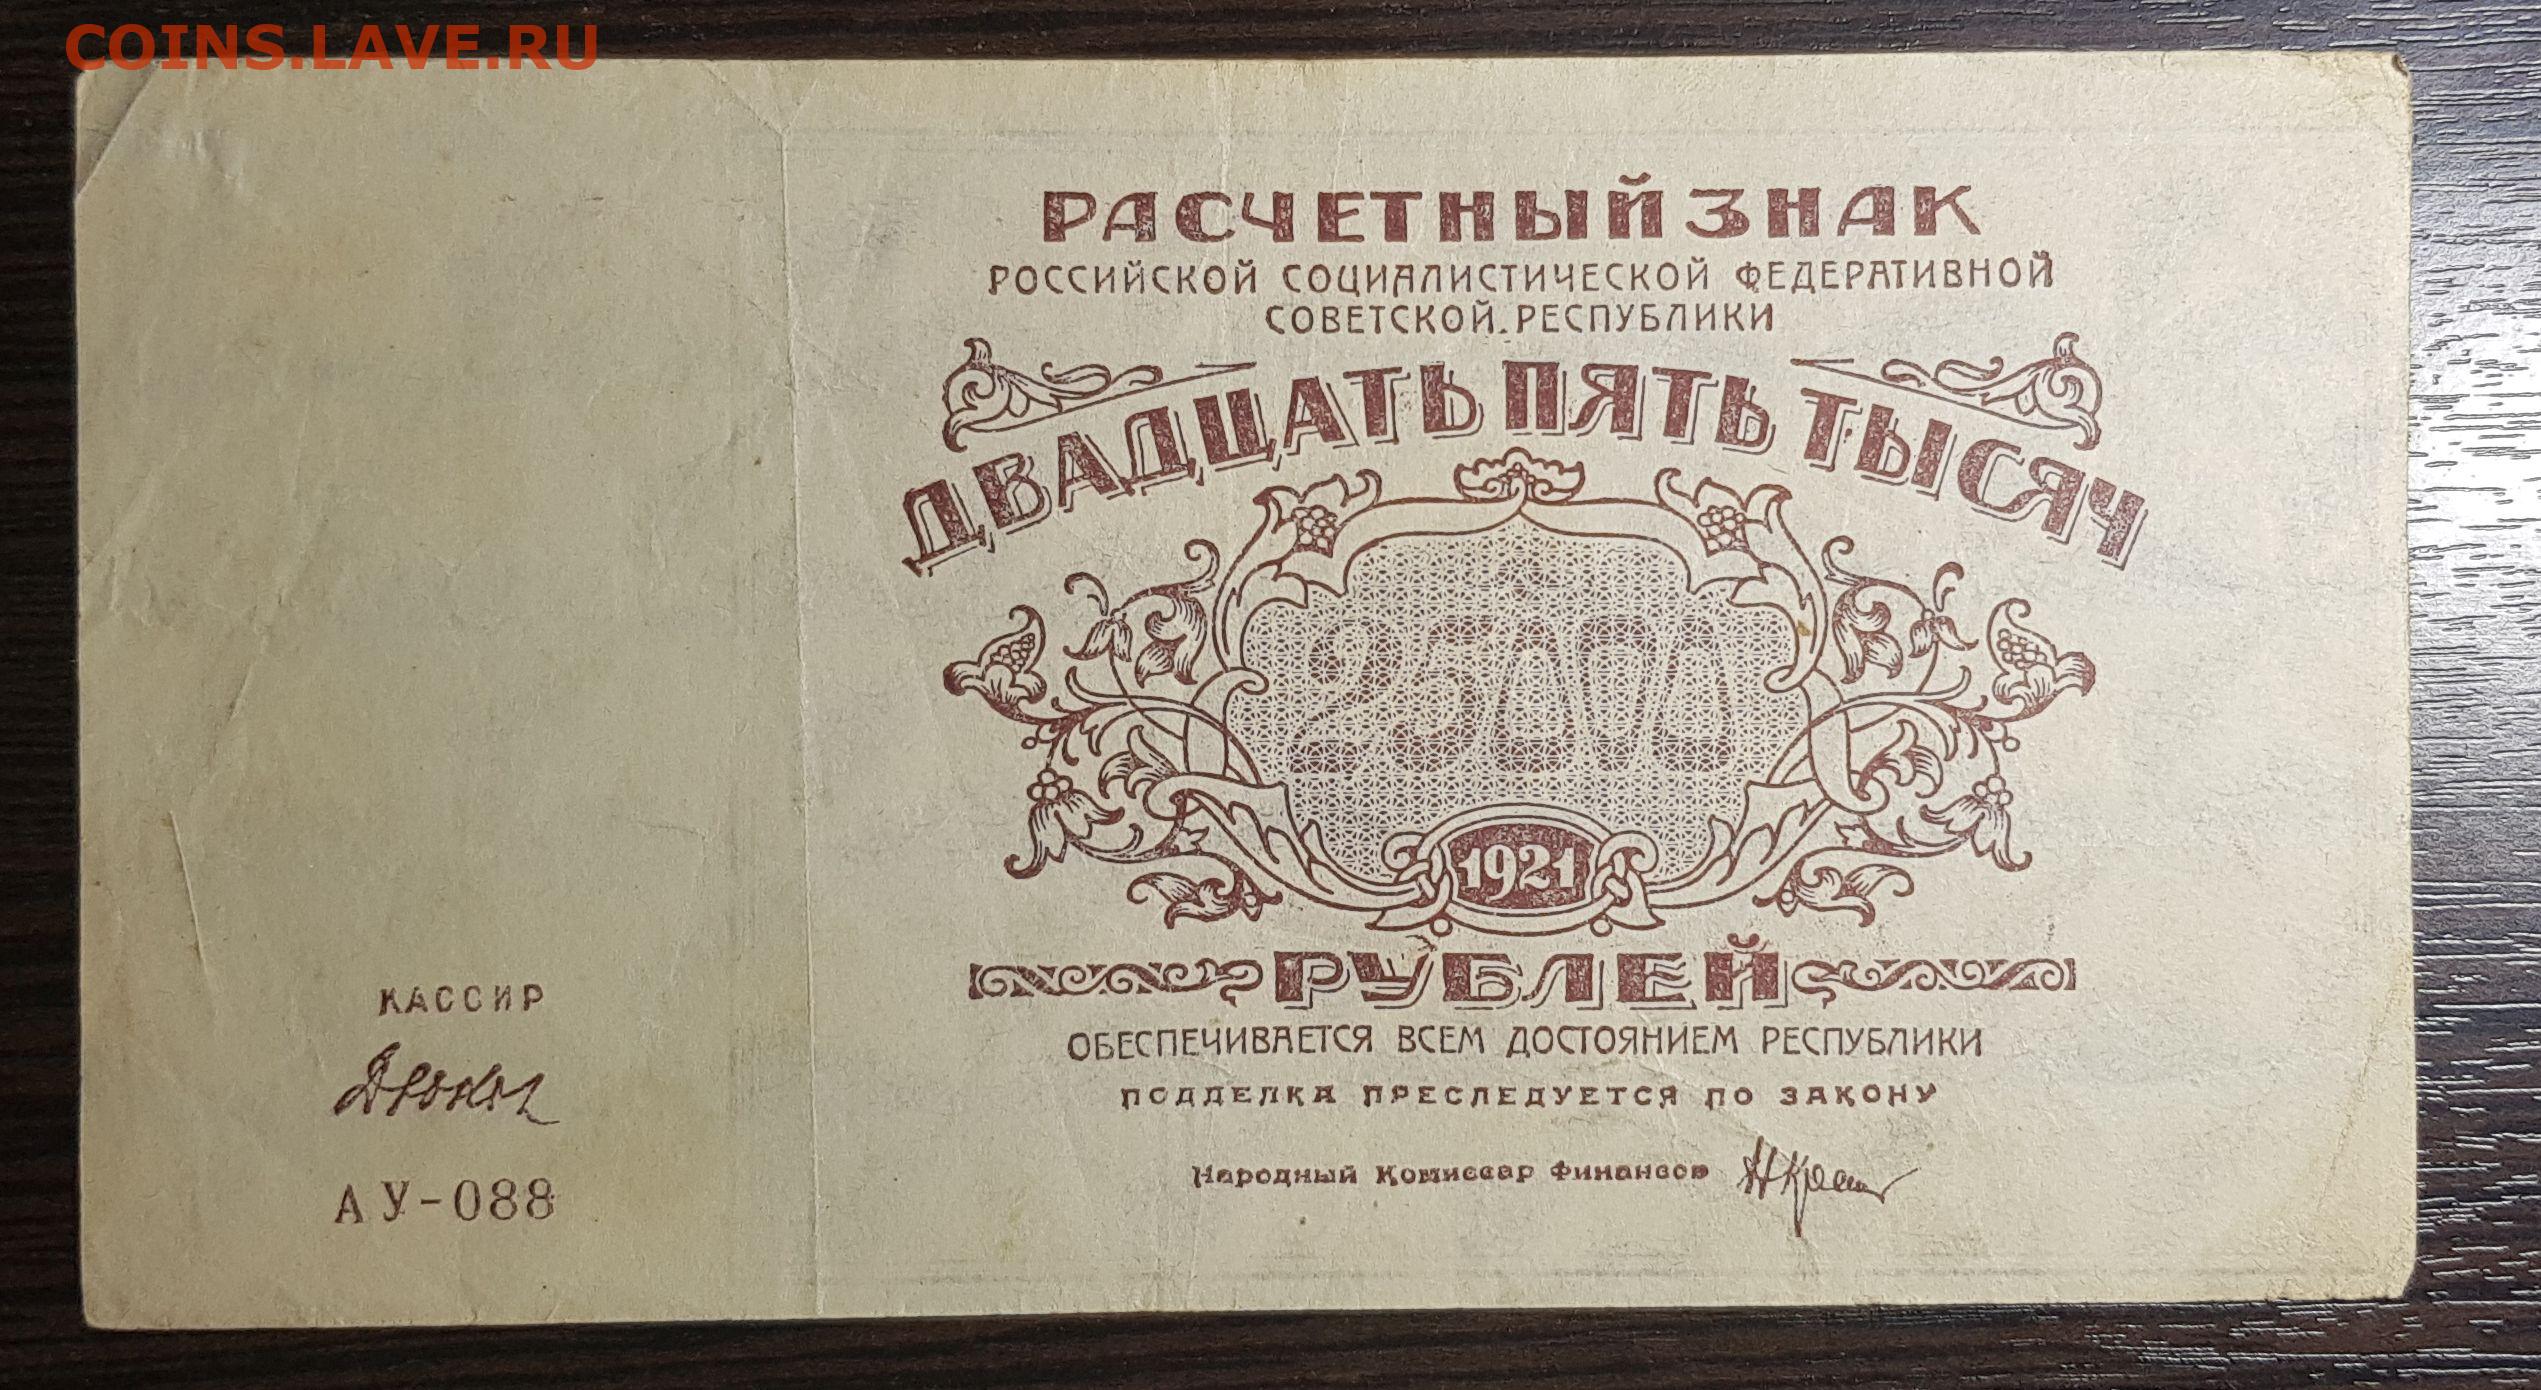 COINS.LAVE.RU
РАСЧЕТНЫЙ ЗНАК
РОССИЙСКОЙ СОЦИАЛИСТИЧЕСКОЙ ФЕДЕРАТИВНОЙ
СОВЕТСКОЙ РЕСПУБЛИКИ
ДВАДЦАТЬ ПЯТЬ ТЫСЯЧ
25000
1921
РУБЛЕЙ
ОБЕСПЕЧИВАЕТСЯ ВСЕМ ДОСТОЯНИЕМ РЕСПУБЛИКИ
ПОДДЕЛКА ПРЕСЛЕДУЕТСЯ ПО ЗАКОНУ
Народный Комиссар Финансов
КАССИР
АУ-088